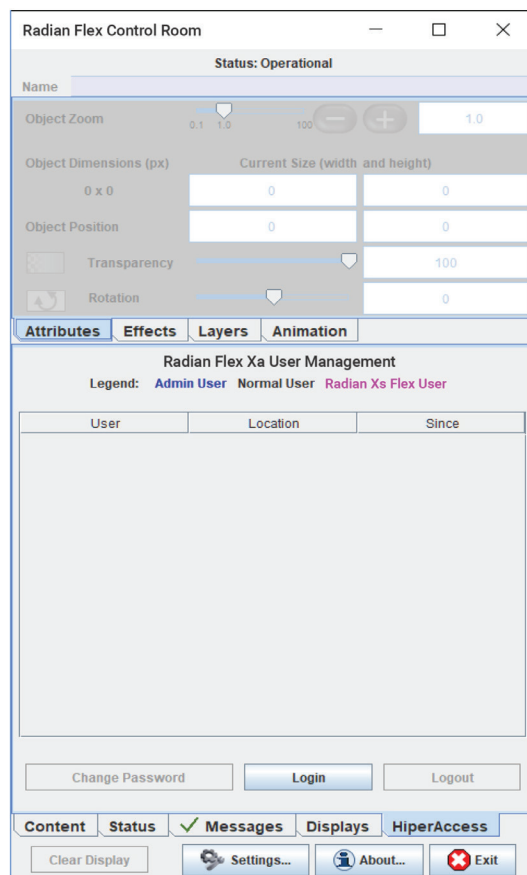 Radian Flex Control Room
Status: Operational
Name
Object Zoom 0.1 1.0 100 1.0
Object Dimensions (px) Current Size (width and height)
0 x 0 0 0
Object Position 0 0
Transparency 100
Rotation 0
Attributes Effects Layers Animation
Radian Flex Xa User Management
Legend: Admin User Normal User Radian Xs Flex User
User Location Since
Change Password Login Logout
Content Status Messages Displays HiperAccess
Clear Display Settings... About... Exit